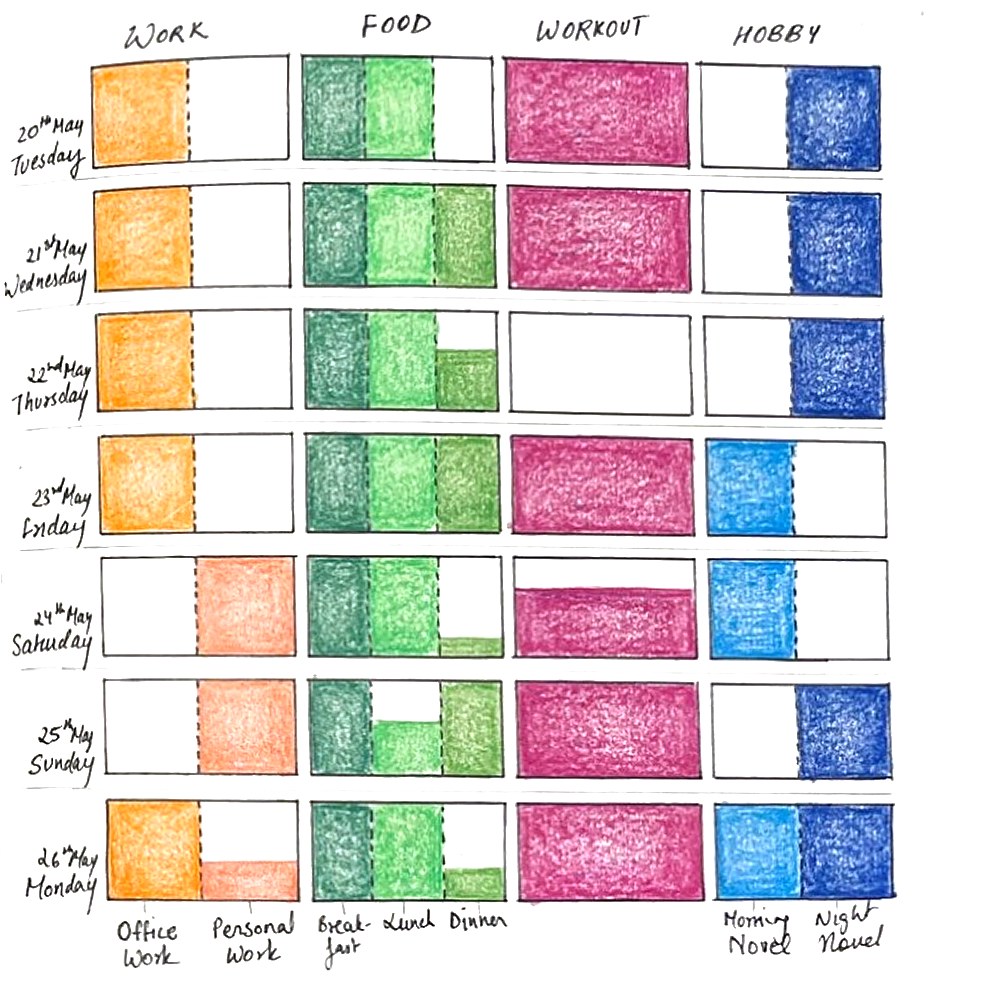 WORK FOOD WORKOUT HOBBY
20th May
Tuesday
21st May
Wednesday
22nd May
Thursday
23rd May
Friday
24th May
Saturday
25th May
Sunday
26th May
Monday
Office Personal Break- Lunch Dinner Morning Night
Work Work fast Novel Novel